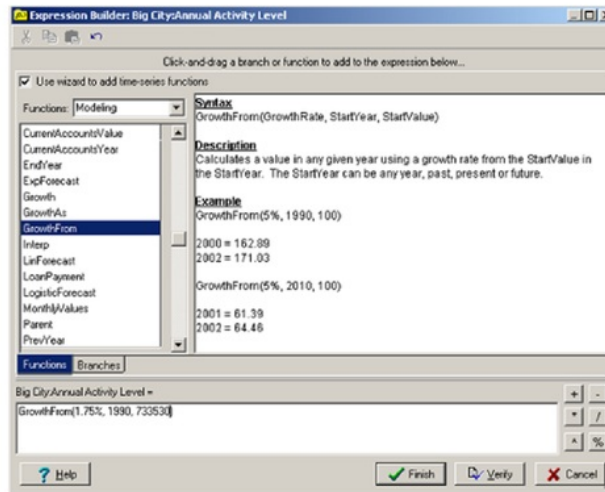 Expression Builder: Big City:Annual Activity Level
Click-and-drag a branch or function to add to the expression below...
Use wizard to add time-series functions
Functions: Modeling
CurrentAccountsValue
CurrentAccountsYear
EndYear
ExpForecast
Growth
GrowthAs
GrowthFrom
Interp
LinForecast
LoanPayment
LogisticForecast
MonthlyValues
Parent
PrevYear
Syntax
GrowthFrom(GrowthRate, StartYear, StartValue)
Description
Calculates a value in any given year using a growth rate from the StartValue in
the StartYear. The StartYear can be any year, past, present or future.
Example
GrowthFrom(5%, 1990, 100)
2000 = 162.89
2002 = 171.03
GrowthFrom(5%, 2010, 100)
2001 = 61.39
2002 = 64.46
Functions Branches
Big City:Annual Activity Level =
GrowthFrom(1.75%, 1990, 733530)
+ -
* /
^ %
? Help
Finish
Verify
Cancel